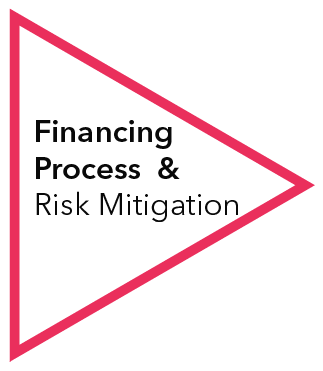 Financing
Process  &
Risk Mitigation